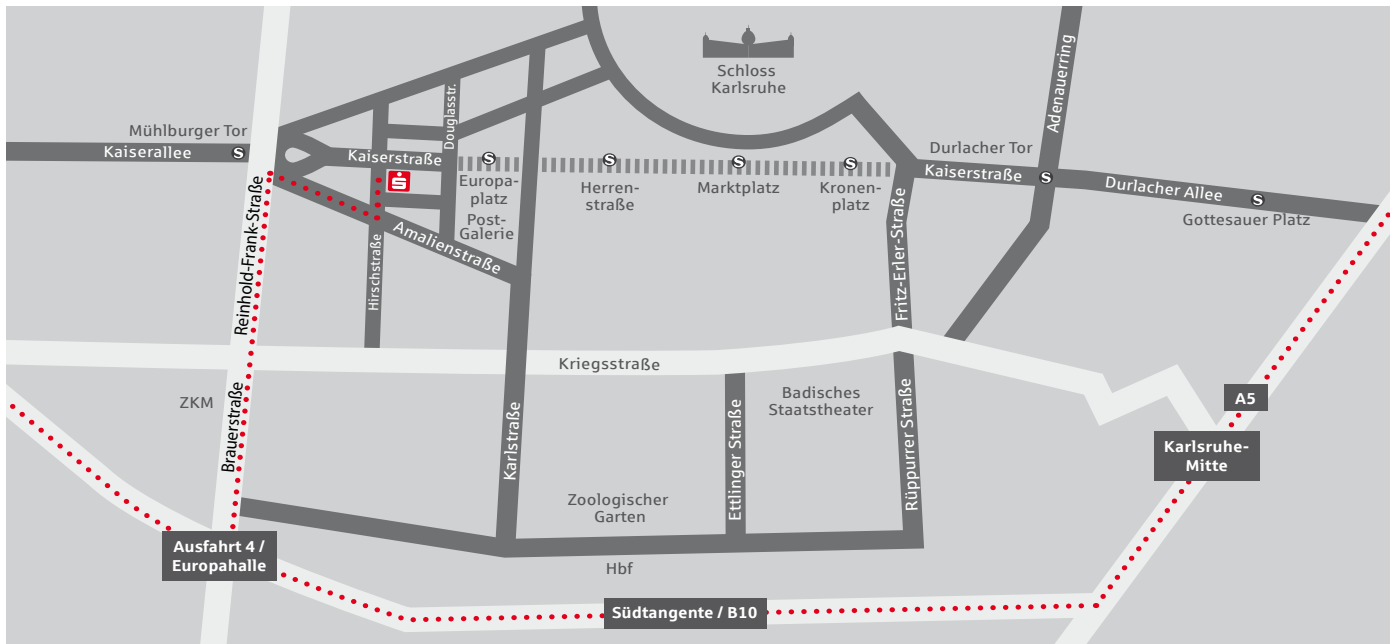 Schloss
Karlsruhe
Adenauerring
Mühlburger Tor
Kaiserallee
S
Douglasstr.
Kaiserstraße
Hirschstraße
S
Europa-
platz
Post-
Galerie
S
Herren-
straße
S
Marktplatz
S
Kronen-
platz
Durlacher Tor
Kaiserstraße
S
Durlacher Allee
S
Gottesauer Platz
Amalienstraße
Reinhold-Frank-Straße
Fritz-Erler-Straße
Kriegsstraße
ZKM
Brauerstraße
Karlstraße
Badisches
Staatstheater
Ettlinger Straße
Rüppurrer Straße
A5
Karlsruhe-
Mitte
Zoologischer
Garten
Ausfahrt 4 /
Europahalle
Hbf
Südtangente / B10